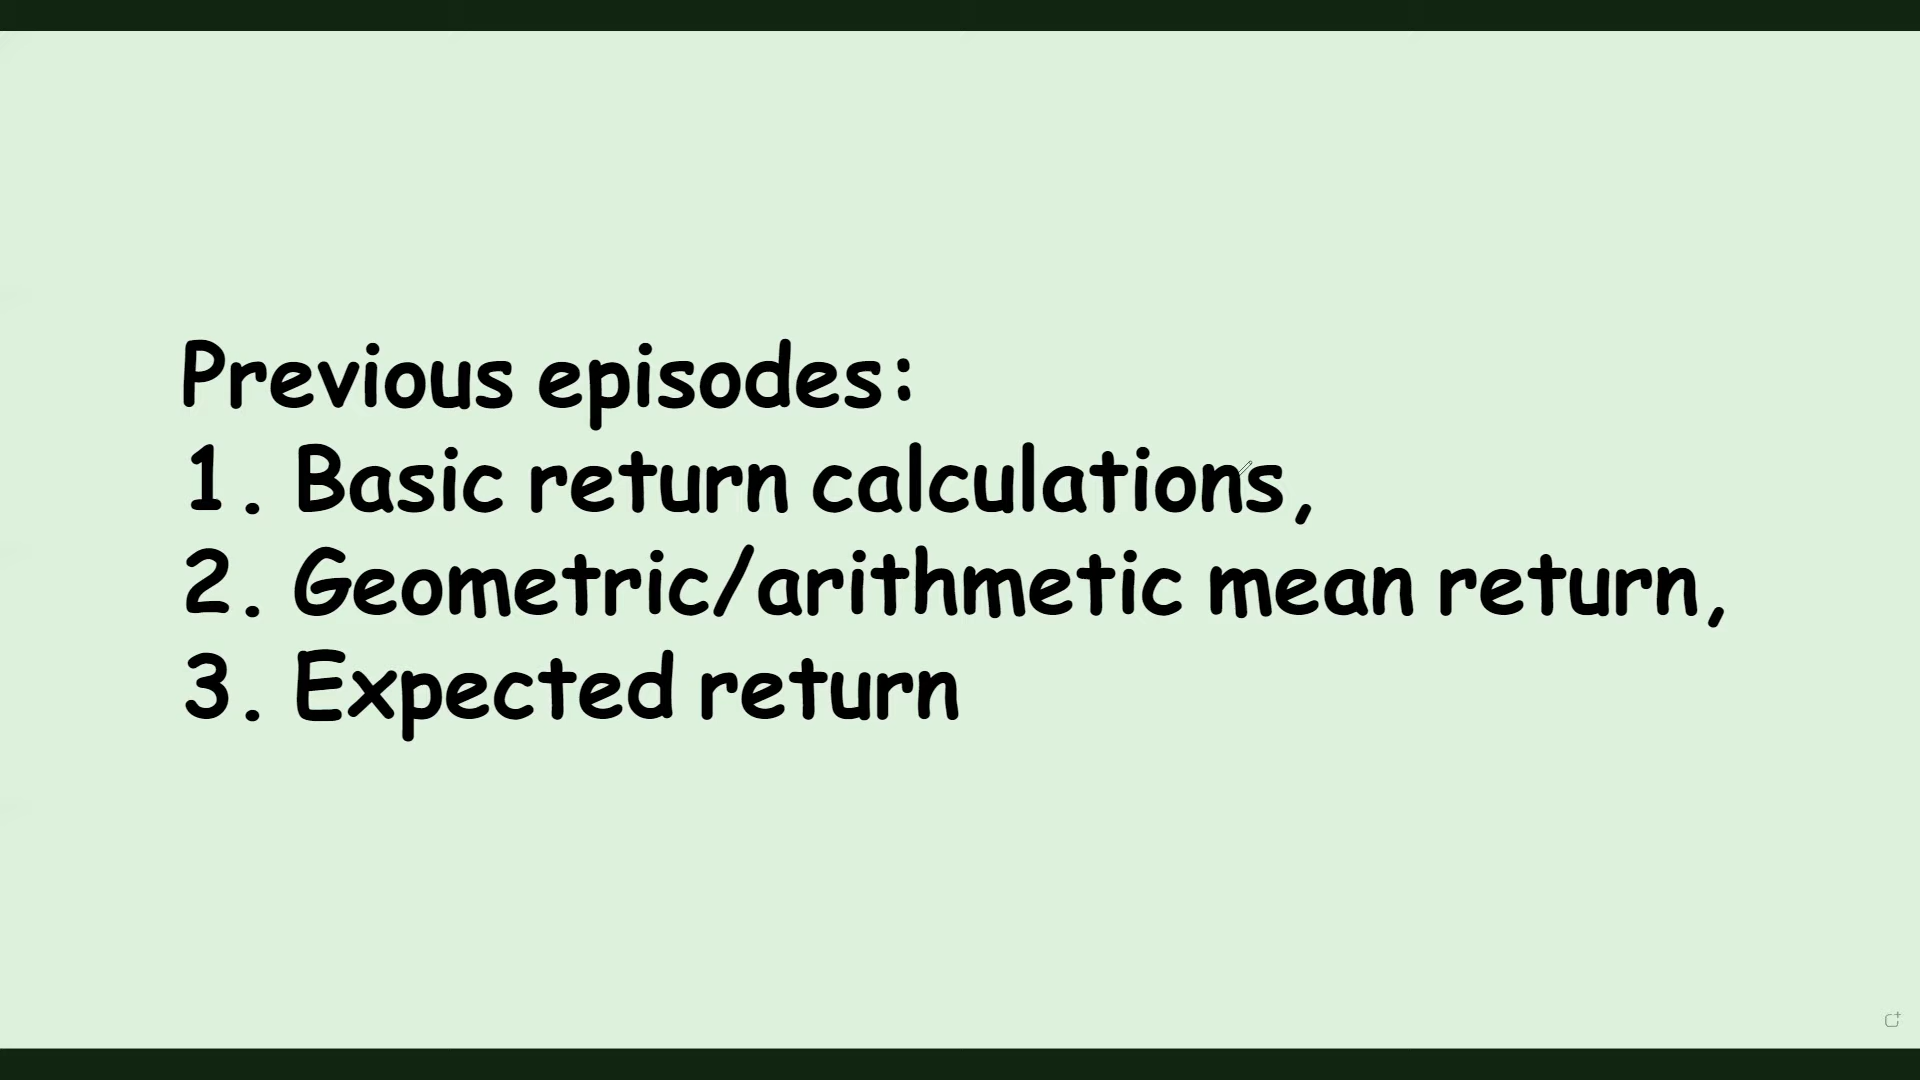 Previous episodes:
1. Basic return calculations,
2. Geometric/arithmetic mean return,
3. Expected return